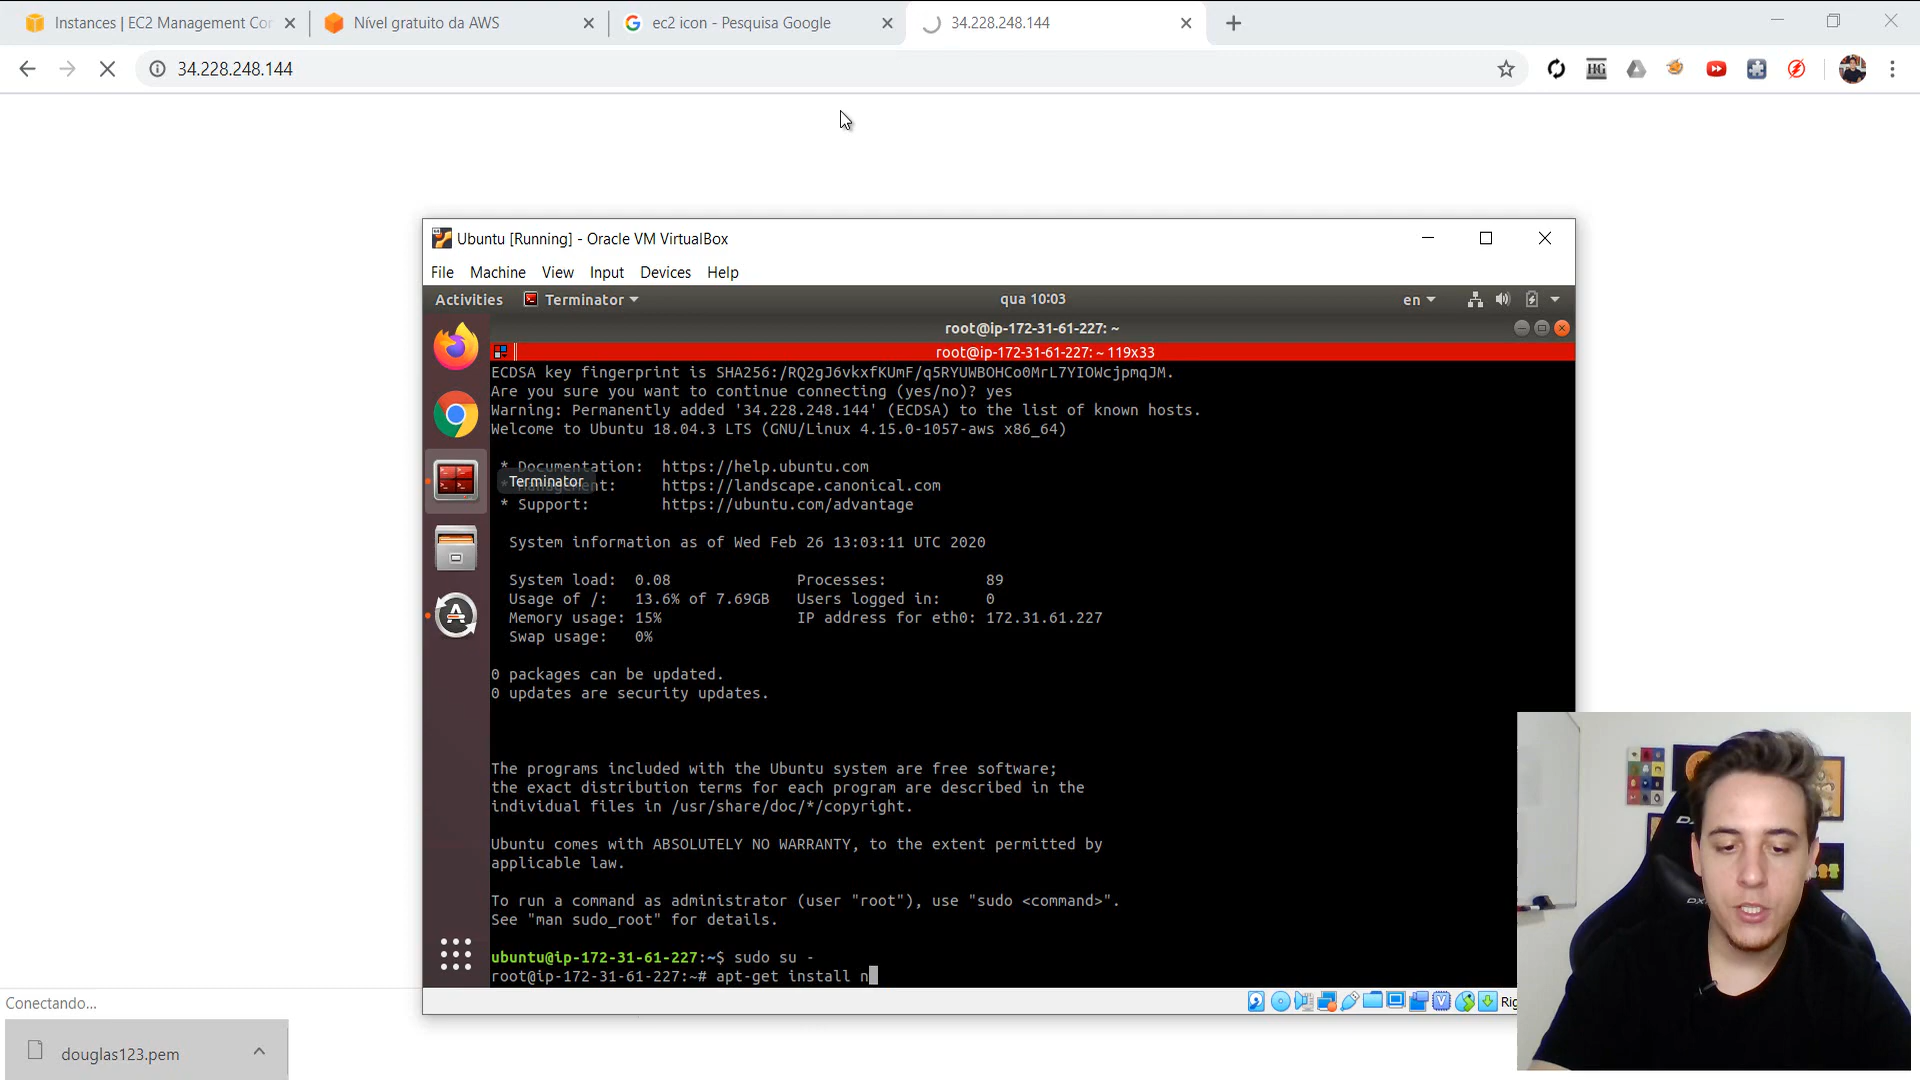 Instances | EC2 Management Con
Nível gratuito da AWS
ec2 icon - Pesquisa Google
34.228.248.144
34.228.248.144
Ubuntu [Running] - Oracle VM VirtualBox
File Machine View Input Devices Help
Activities Terminator qua 10:03 en
root@ip-172-31-61-227: ~
root@ip-172-31-61-227: ~ 119x33
ECDSA key fingerprint is SHA256:/RQ2gJ6vkxfKUmF/q5RYUWBOHCo0MrL7YIOWcjpmqJM.
Are you sure you want to continue connecting (yes/no)? yes
Warning: Permanently added '34.228.248.144' (ECDSA) to the list of known hosts.
Welcome to Ubuntu 18.04.3 LTS (GNU/Linux 4.15.0-1057-aws x86_64)
* Documentation: https://help.ubuntu.com
* Management: https://landscape.canonical.com
Terminator
* Support: https://ubuntu.com/advantage
System information as of Wed Feb 26 13:03:11 UTC 2020
System load: 0.08 Processes: 89
Usage of /: 13.6% of 7.69GB Users logged in: 0
Memory usage: 15% IP address for eth0: 172.31.61.227
Swap usage: 0%
0 packages can be updated.
0 updates are security updates.
The programs included with the Ubuntu system are free software;
the exact distribution terms for each program are described in the
individual files in /usr/share/doc/*/copyright.
Ubuntu comes with ABSOLUTELY NO WARRANTY, to the extent permitted by
applicable law.
To run a command as administrator (user "root"), use "sudo <command>".
See "man sudo_root" for details.
ubuntu@ip-172-31-61-227:~$ sudo su -
root@ip-172-31-61-227:~# apt-get install n
Conectando...
douglas123.pem